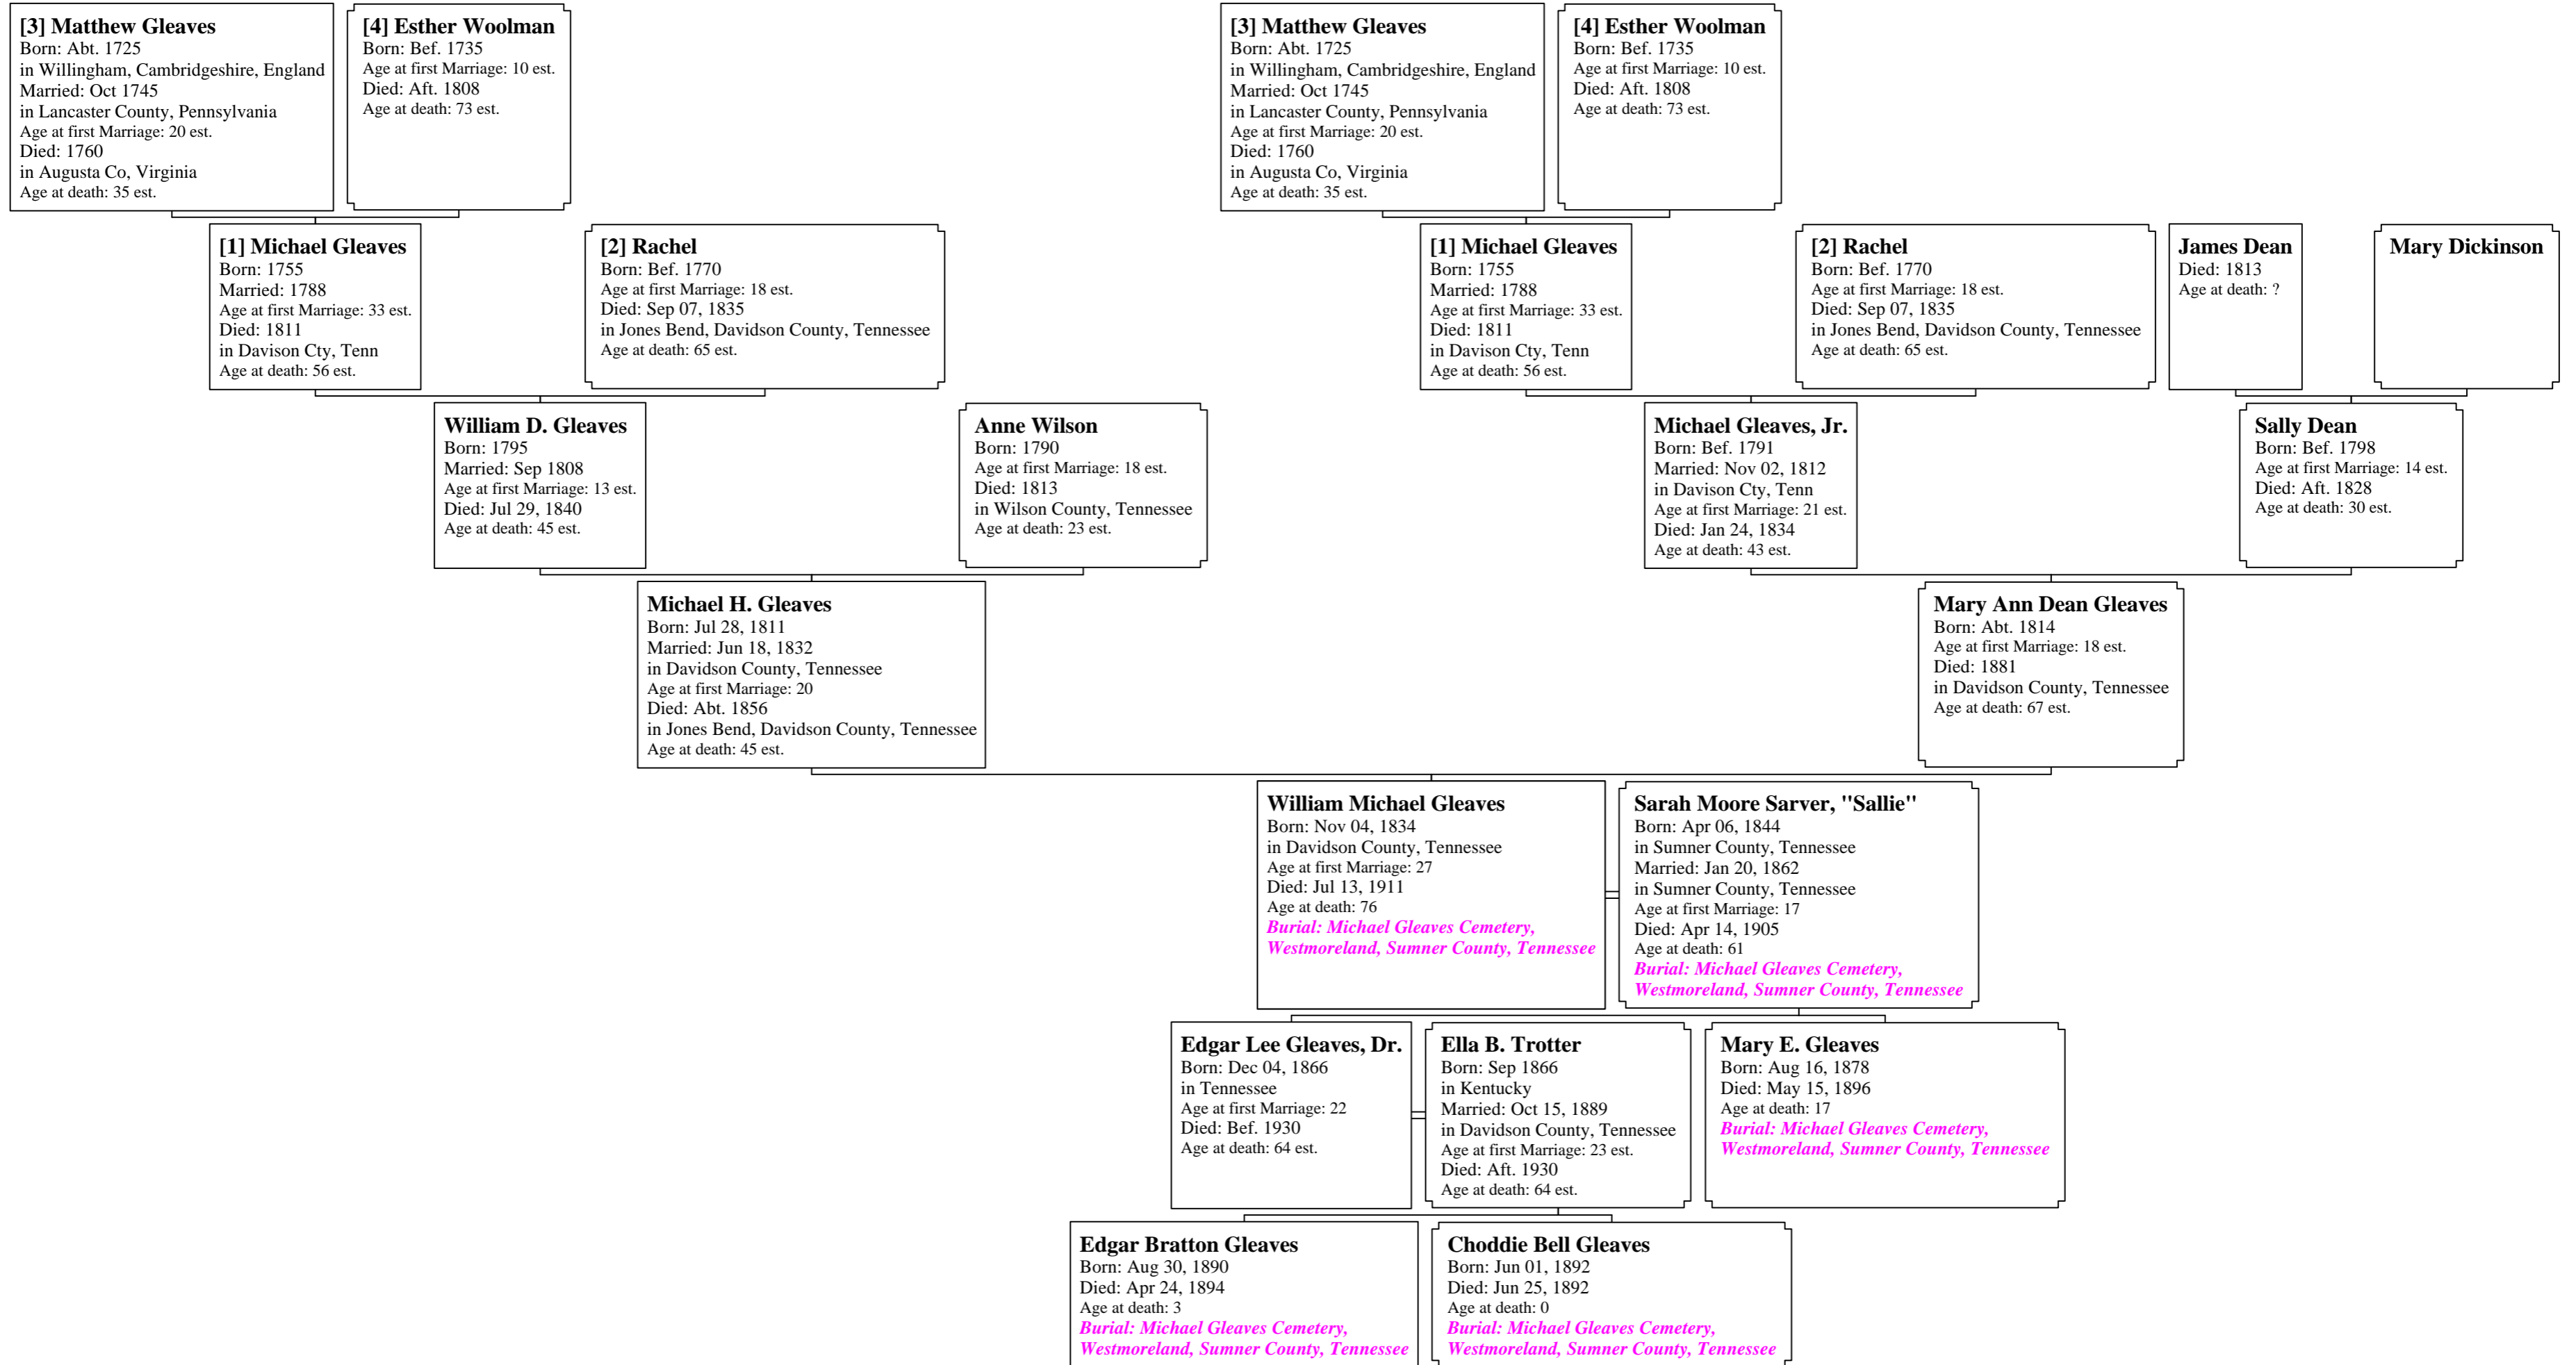 [3] Matthew Gleaves
Born: Abt. 1725
in Willingham, Cambridgeshire, England
Married: Oct 1745
in Lancaster County, Pennsylvania
Age at first Marriage: 20 est.
Died: 1760
in Augusta Co, Virginia
Age at death: 35 est.
[4] Esther Woolman
Born: Bef. 1735
Age at first Marriage: 10 est.
Died: Aft. 1808
Age at death: 73 est.
[3] Matthew Gleaves
Born: Abt. 1725
in Willingham, Cambridgeshire, England
Married: Oct 1745
in Lancaster County, Pennsylvania
Age at first Marriage: 20 est.
Died: 1760
in Augusta Co, Virginia
Age at death: 35 est.
[4] Esther Woolman
Born: Bef. 1735
Age at first Marriage: 10 est.
Died: Aft. 1808
Age at death: 73 est.
[1] Michael Gleaves
Born: 1755
Married: 1788
Age at first Marriage: 33 est.
Died: 1811
in Davison Cty, Tenn
Age at death: 56 est.
[2] Rachel
Born: Bef. 1770
Age at first Marriage: 18 est.
Died: Sep 07, 1835
in Jones Bend, Davidson County, Tennessee
Age at death: 65 est.
[1] Michael Gleaves
Born: 1755
Married: 1788
Age at first Marriage: 33 est.
Died: 1811
in Davison Cty, Tenn
Age at death: 56 est.
[2] Rachel
Born: Bef. 1770
Age at first Marriage: 18 est.
Died: Sep 07, 1835
in Jones Bend, Davidson County, Tennessee
Age at death: 65 est.
James Dean
Died: 1813
Age at death: ?
Mary Dickinson
William D. Gleaves
Born: 1795
Married: Sep 1808
Age at first Marriage: 13 est.
Died: Jul 29, 1840
Age at death: 45 est.
Anne Wilson
Born: 1790
Age at first Marriage: 18 est.
Died: 1813
in Wilson County, Tennessee
Age at death: 23 est.
Michael Gleaves, Jr.
Born: Bef. 1791
Married: Nov 02, 1812
in Davison Cty, Tenn
Age at first Marriage: 21 est.
Died: Jan 24, 1834
Age at death: 43 est.
Sally Dean
Born: Bef. 1798
Age at first Marriage: 14 est.
Died: Aft. 1828
Age at death: 30 est.
Michael H. Gleaves
Born: Jul 28, 1811
Married: Jun 18, 1832
in Davidson County, Tennessee
Age at first Marriage: 20
Died: Abt. 1856
in Jones Bend, Davidson County, Tennessee
Age at death: 45 est.
Mary Ann Dean Gleaves
Born: Abt. 1814
Age at first Marriage: 18 est.
Died: 1881
in Davidson County, Tennessee
Age at death: 67 est.
William Michael Gleaves
Born: Nov 04, 1834
in Davidson County, Tennessee
Age at first Marriage: 27
Died: Jul 13, 1911
Age at death: 76
Burial: Michael Gleaves Cemetery,
Westmoreland, Sumner County, Tennessee
Sarah Moore Sarver, "Sallie"
Born: Apr 06, 1844
in Sumner County, Tennessee
Married: Jan 20, 1862
in Sumner County, Tennessee
Age at first Marriage: 17
Died: Apr 14, 1905
Age at death: 61
Burial: Michael Gleaves Cemetery,
Westmoreland, Sumner County, Tennessee
Edgar Lee Gleaves, Dr.
Born: Dec 04, 1866
in Tennessee
Age at first Marriage: 22
Died: Bef. 1930
Age at death: 64 est.
Ella B. Trotter
Born: Sep 1866
in Kentucky
Married: Oct 15, 1889
in Davidson County, Tennessee
Age at first Marriage: 23 est.
Died: Aft. 1930
Age at death: 64 est.
Mary E. Gleaves
Born: Aug 16, 1878
Died: May 15, 1896
Age at death: 17
Burial: Michael Gleaves Cemetery,
Westmoreland, Sumner County, Tennessee
Edgar Bratton Gleaves
Born: Aug 30, 1890
Died: Apr 24, 1894
Age at death: 3
Burial: Michael Gleaves Cemetery,
Westmoreland, Sumner County, Tennessee
Choddie Bell Gleaves
Born: Jun 01, 1892
Died: Jun 25, 1892
Age at death: 0
Burial: Michael Gleaves Cemetery,
Westmoreland, Sumner County, Tennessee